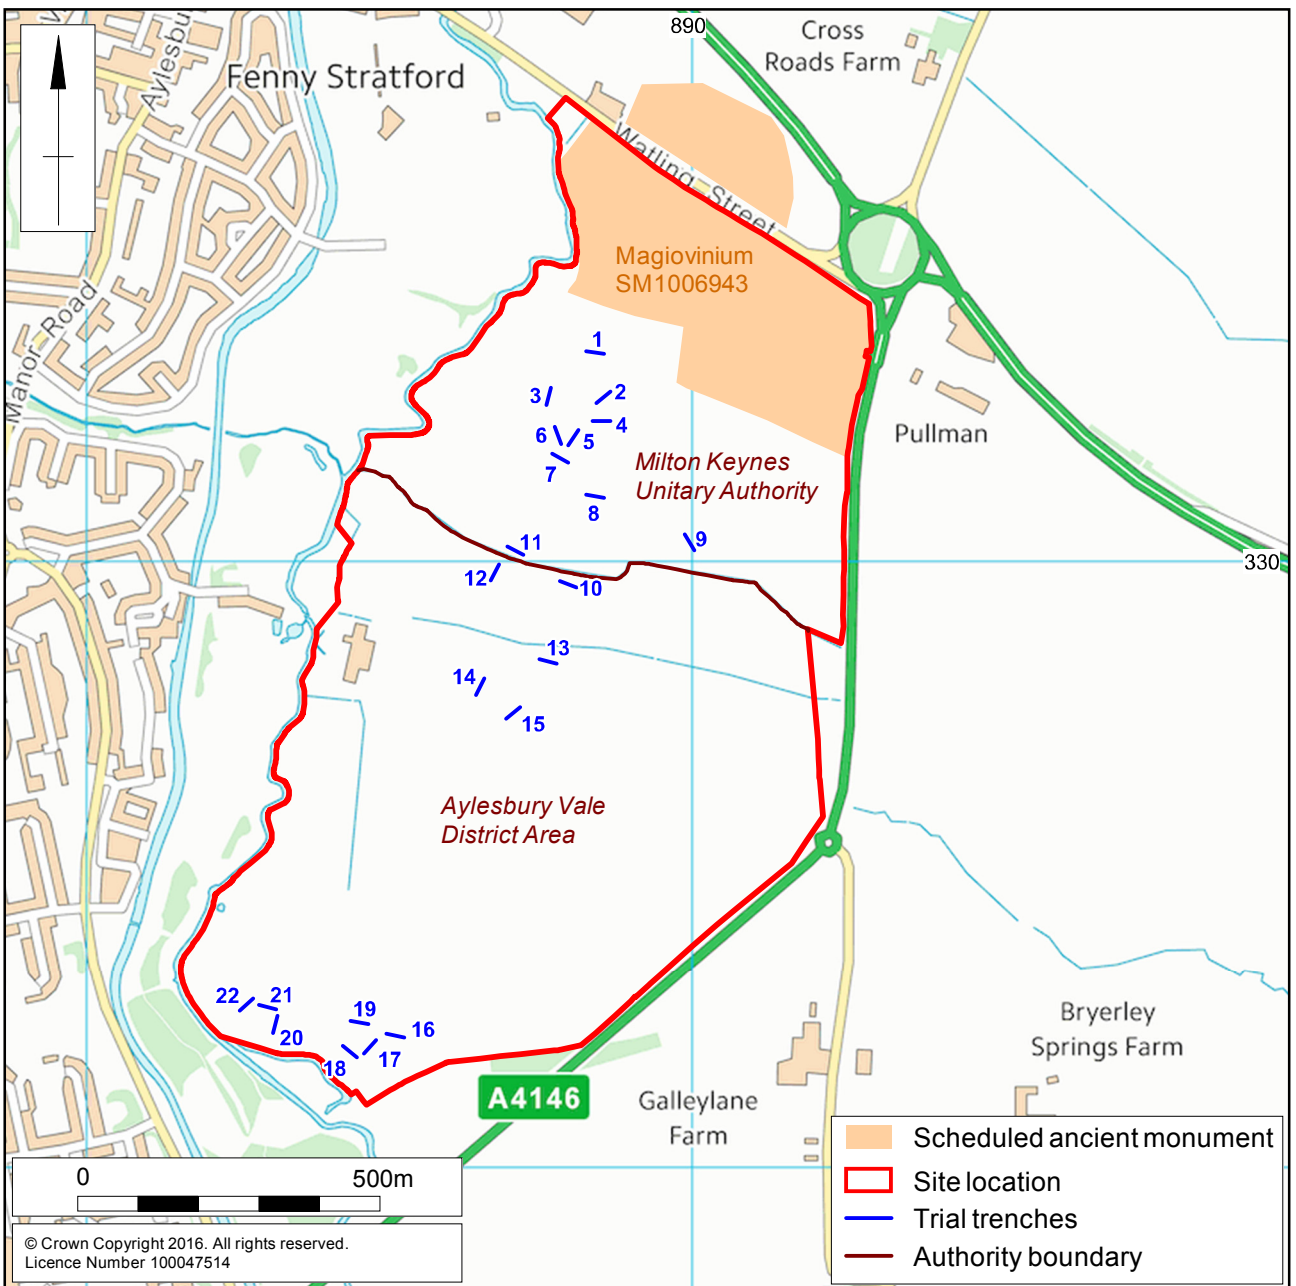 890
Cross
Roads Farm
Aylesbu
Fenny Stratford
Watling Street
Magiovinium
SM1006943
Manor Road
1
2
3
4
5
6
7
8
Pullman
Milton Keynes
Unitary Authority
9
11
330
12
10
13
14
15
Aylesbury Vale
District Area
22
21
20
19
16
17
18
Bryerley
Springs Farm
A4146
Galleylane
Farm
Scheduled ancient monument
Site location
Trial trenches
Authority boundary
0 500m
© Crown Copyright 2016. All rights reserved.
Licence Number 100047514